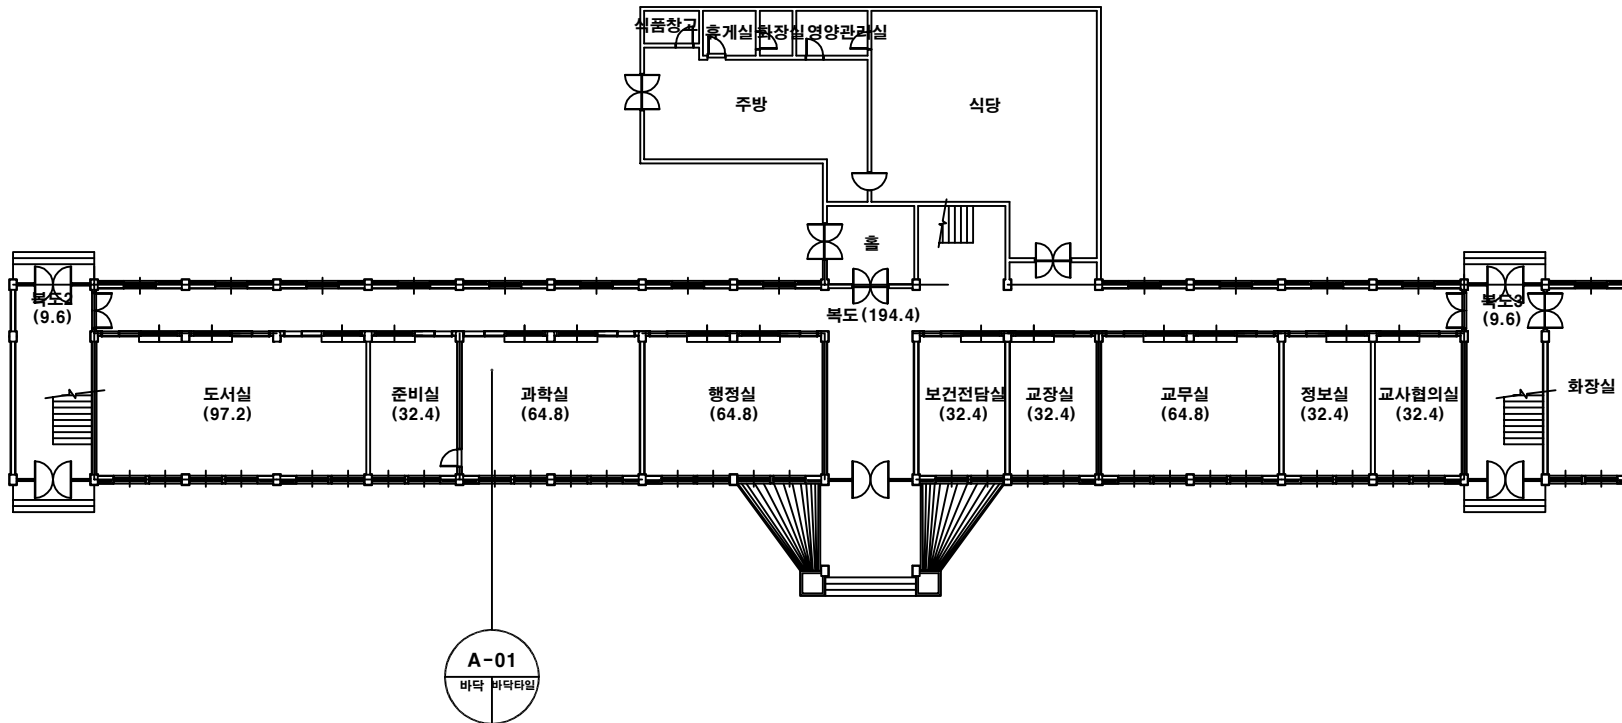 식품창고
휴게실
화장실
영양관리실
주방
식당
홀
복도2
(9.6)
복도(194.4)
복도3
(9.6)
도서실
(97.2)
준비실
(32.4)
과학실
(64.8)
행정실
(64.8)
보건전담실
(32.4)
교장실
(32.4)
교무실
(64.8)
정보실
(32.4)
교사협의실
(32.4)
화장실
A-01
바닥
바닥타일